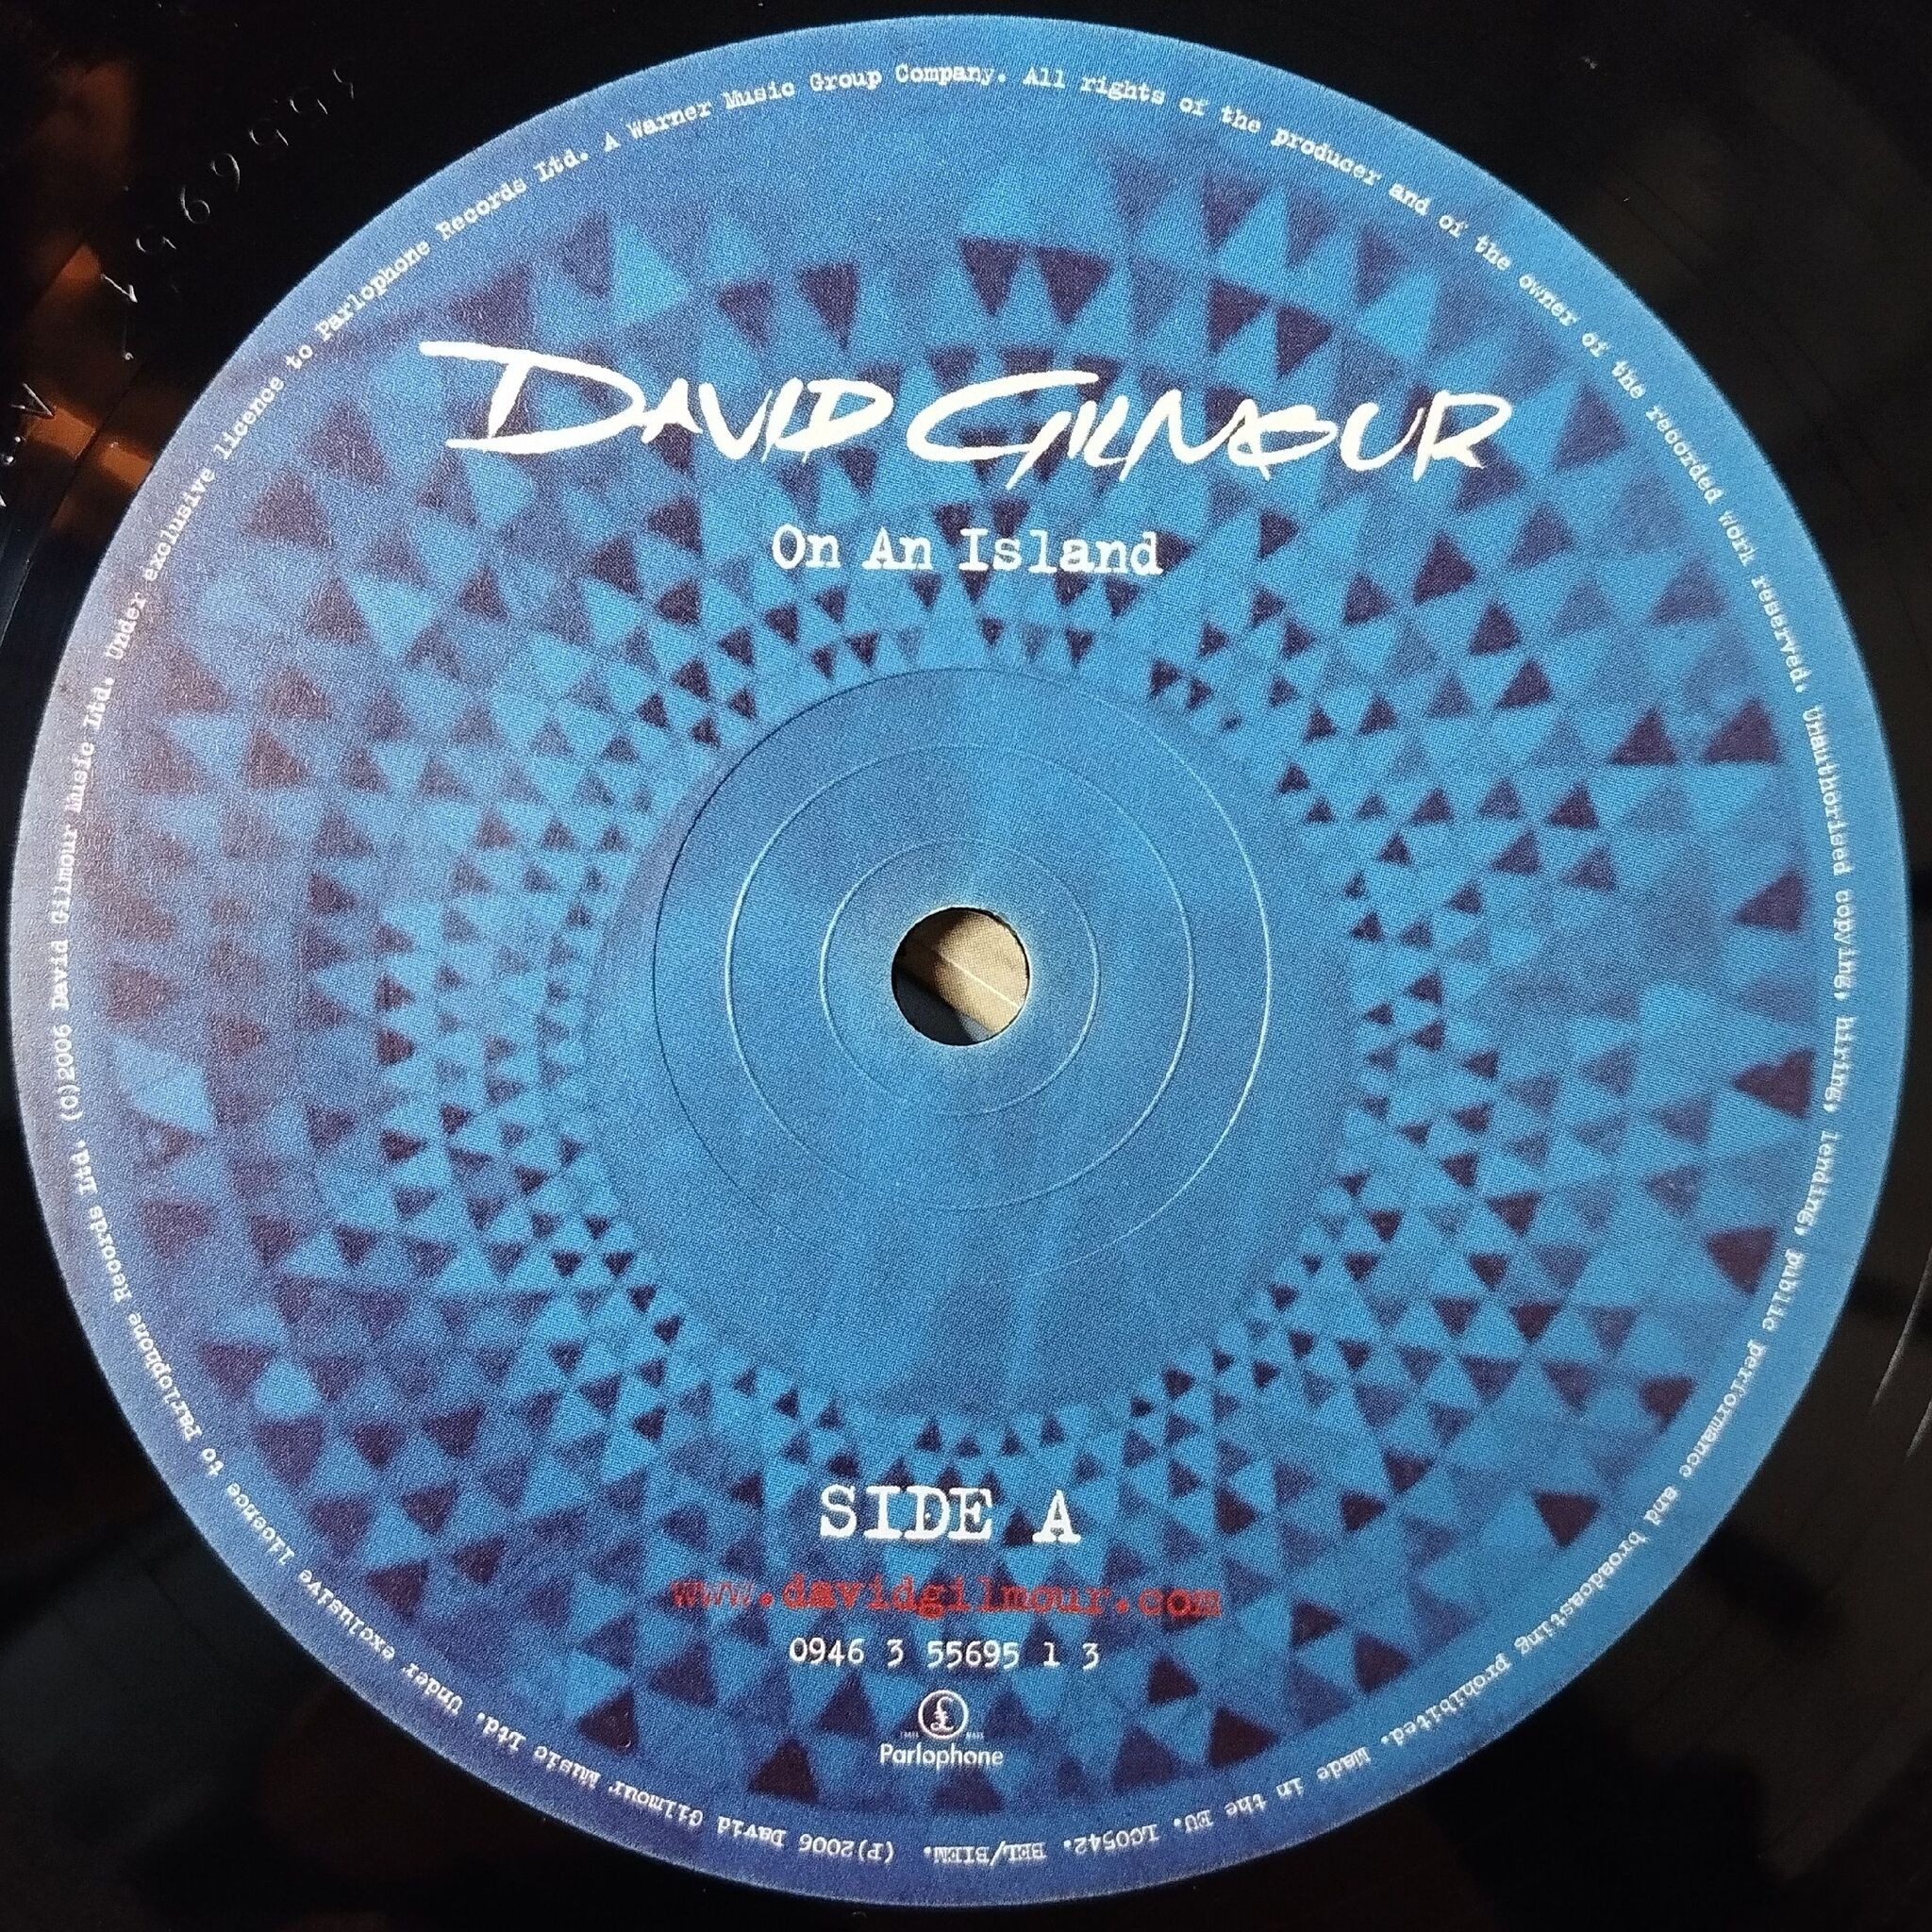 DAVID GILMOUR
On An Island
SIDE A
www.davidgilmour.com
0946 3 55695 1 3
£
TRADE MARK
Parlophone
(P)2006 David Gilmour Music Ltd. Under exclusive licence to Parlophone Records Ltd. (C)2006 David Gilmour Music Ltd. Under exclusive licence to Parlophone Records Ltd. A Warner Music Group Company. All rights of the producer and of the owner of the recorded work reserved. Unauthorised copying, hiring, lending, public performance and broadcasting prohibited. Made in the EU. LC0542. BEL/BIEM.